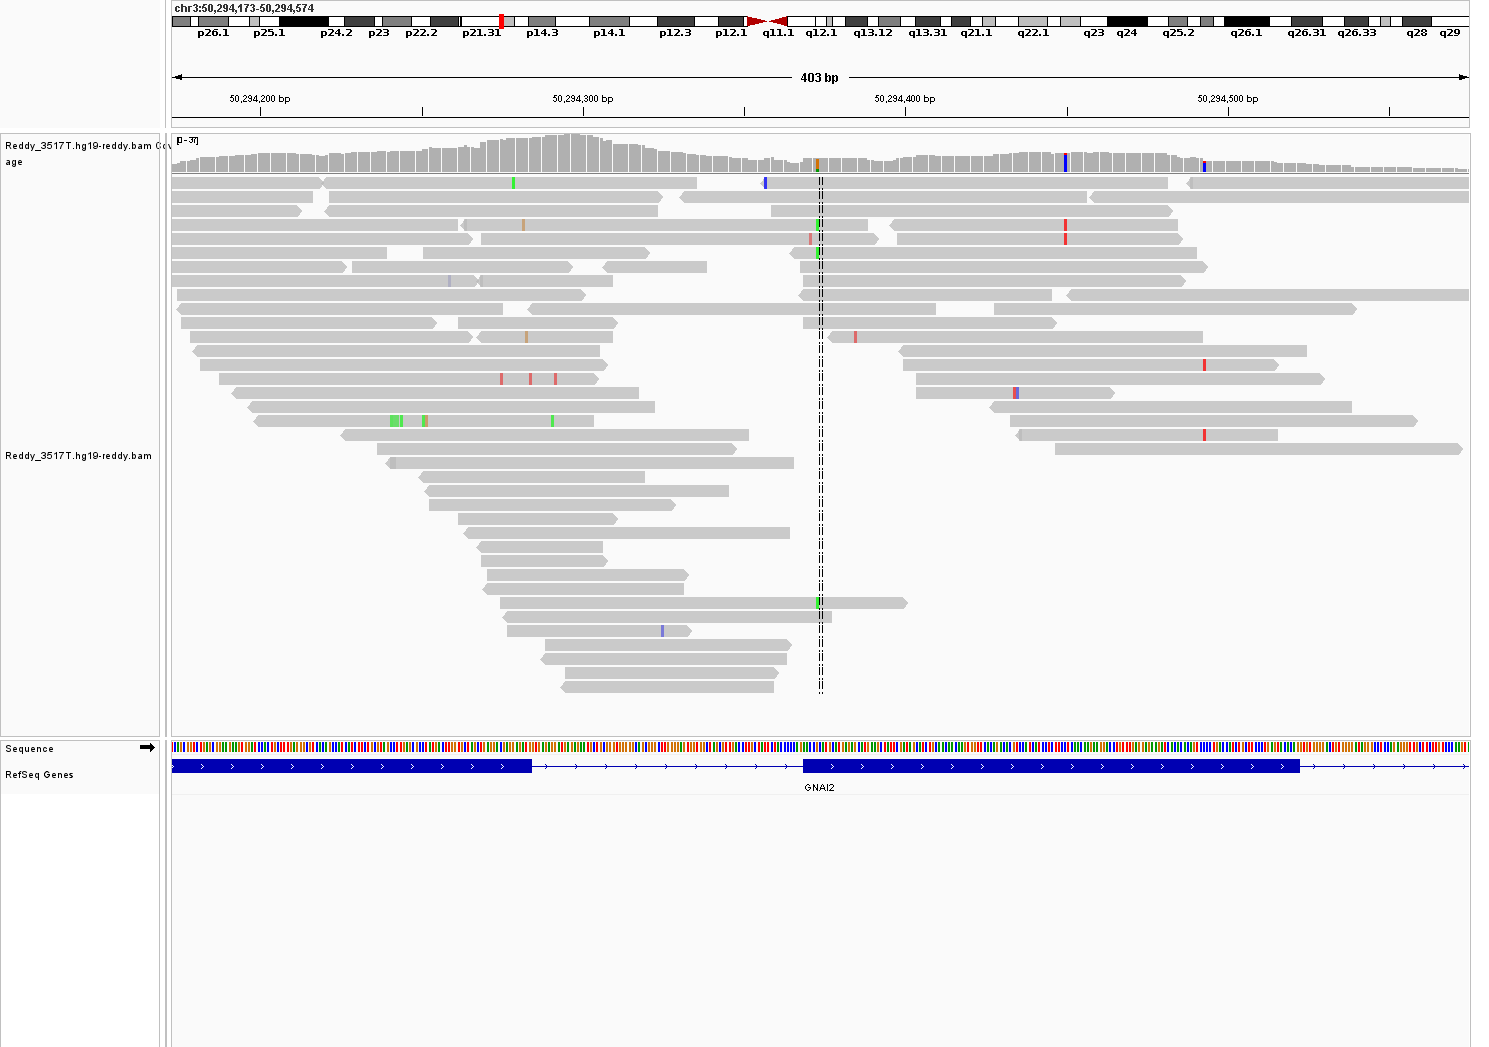 chr3:50,294,173-50,294,574
p26.1 p25.1 p24.2 p23 p22.2 p21.31 p14.3 p14.1 p12.3 p12.1 q11.1 q12.1 q13.12 q13.31 q21.1 q22.1 q23 q24 q25.2 q26.1 q26.31 q26.33 q28 q29
403 bp
50,294,200 bp 50,294,300 bp 50,294,400 bp 50,294,500 bp
[0 - 37]
Reddy_3517T.hg19-reddy.bam Cov
age
Reddy_3517T.hg19-reddy.bam
Sequence
RefSeq Genes
GNAI2